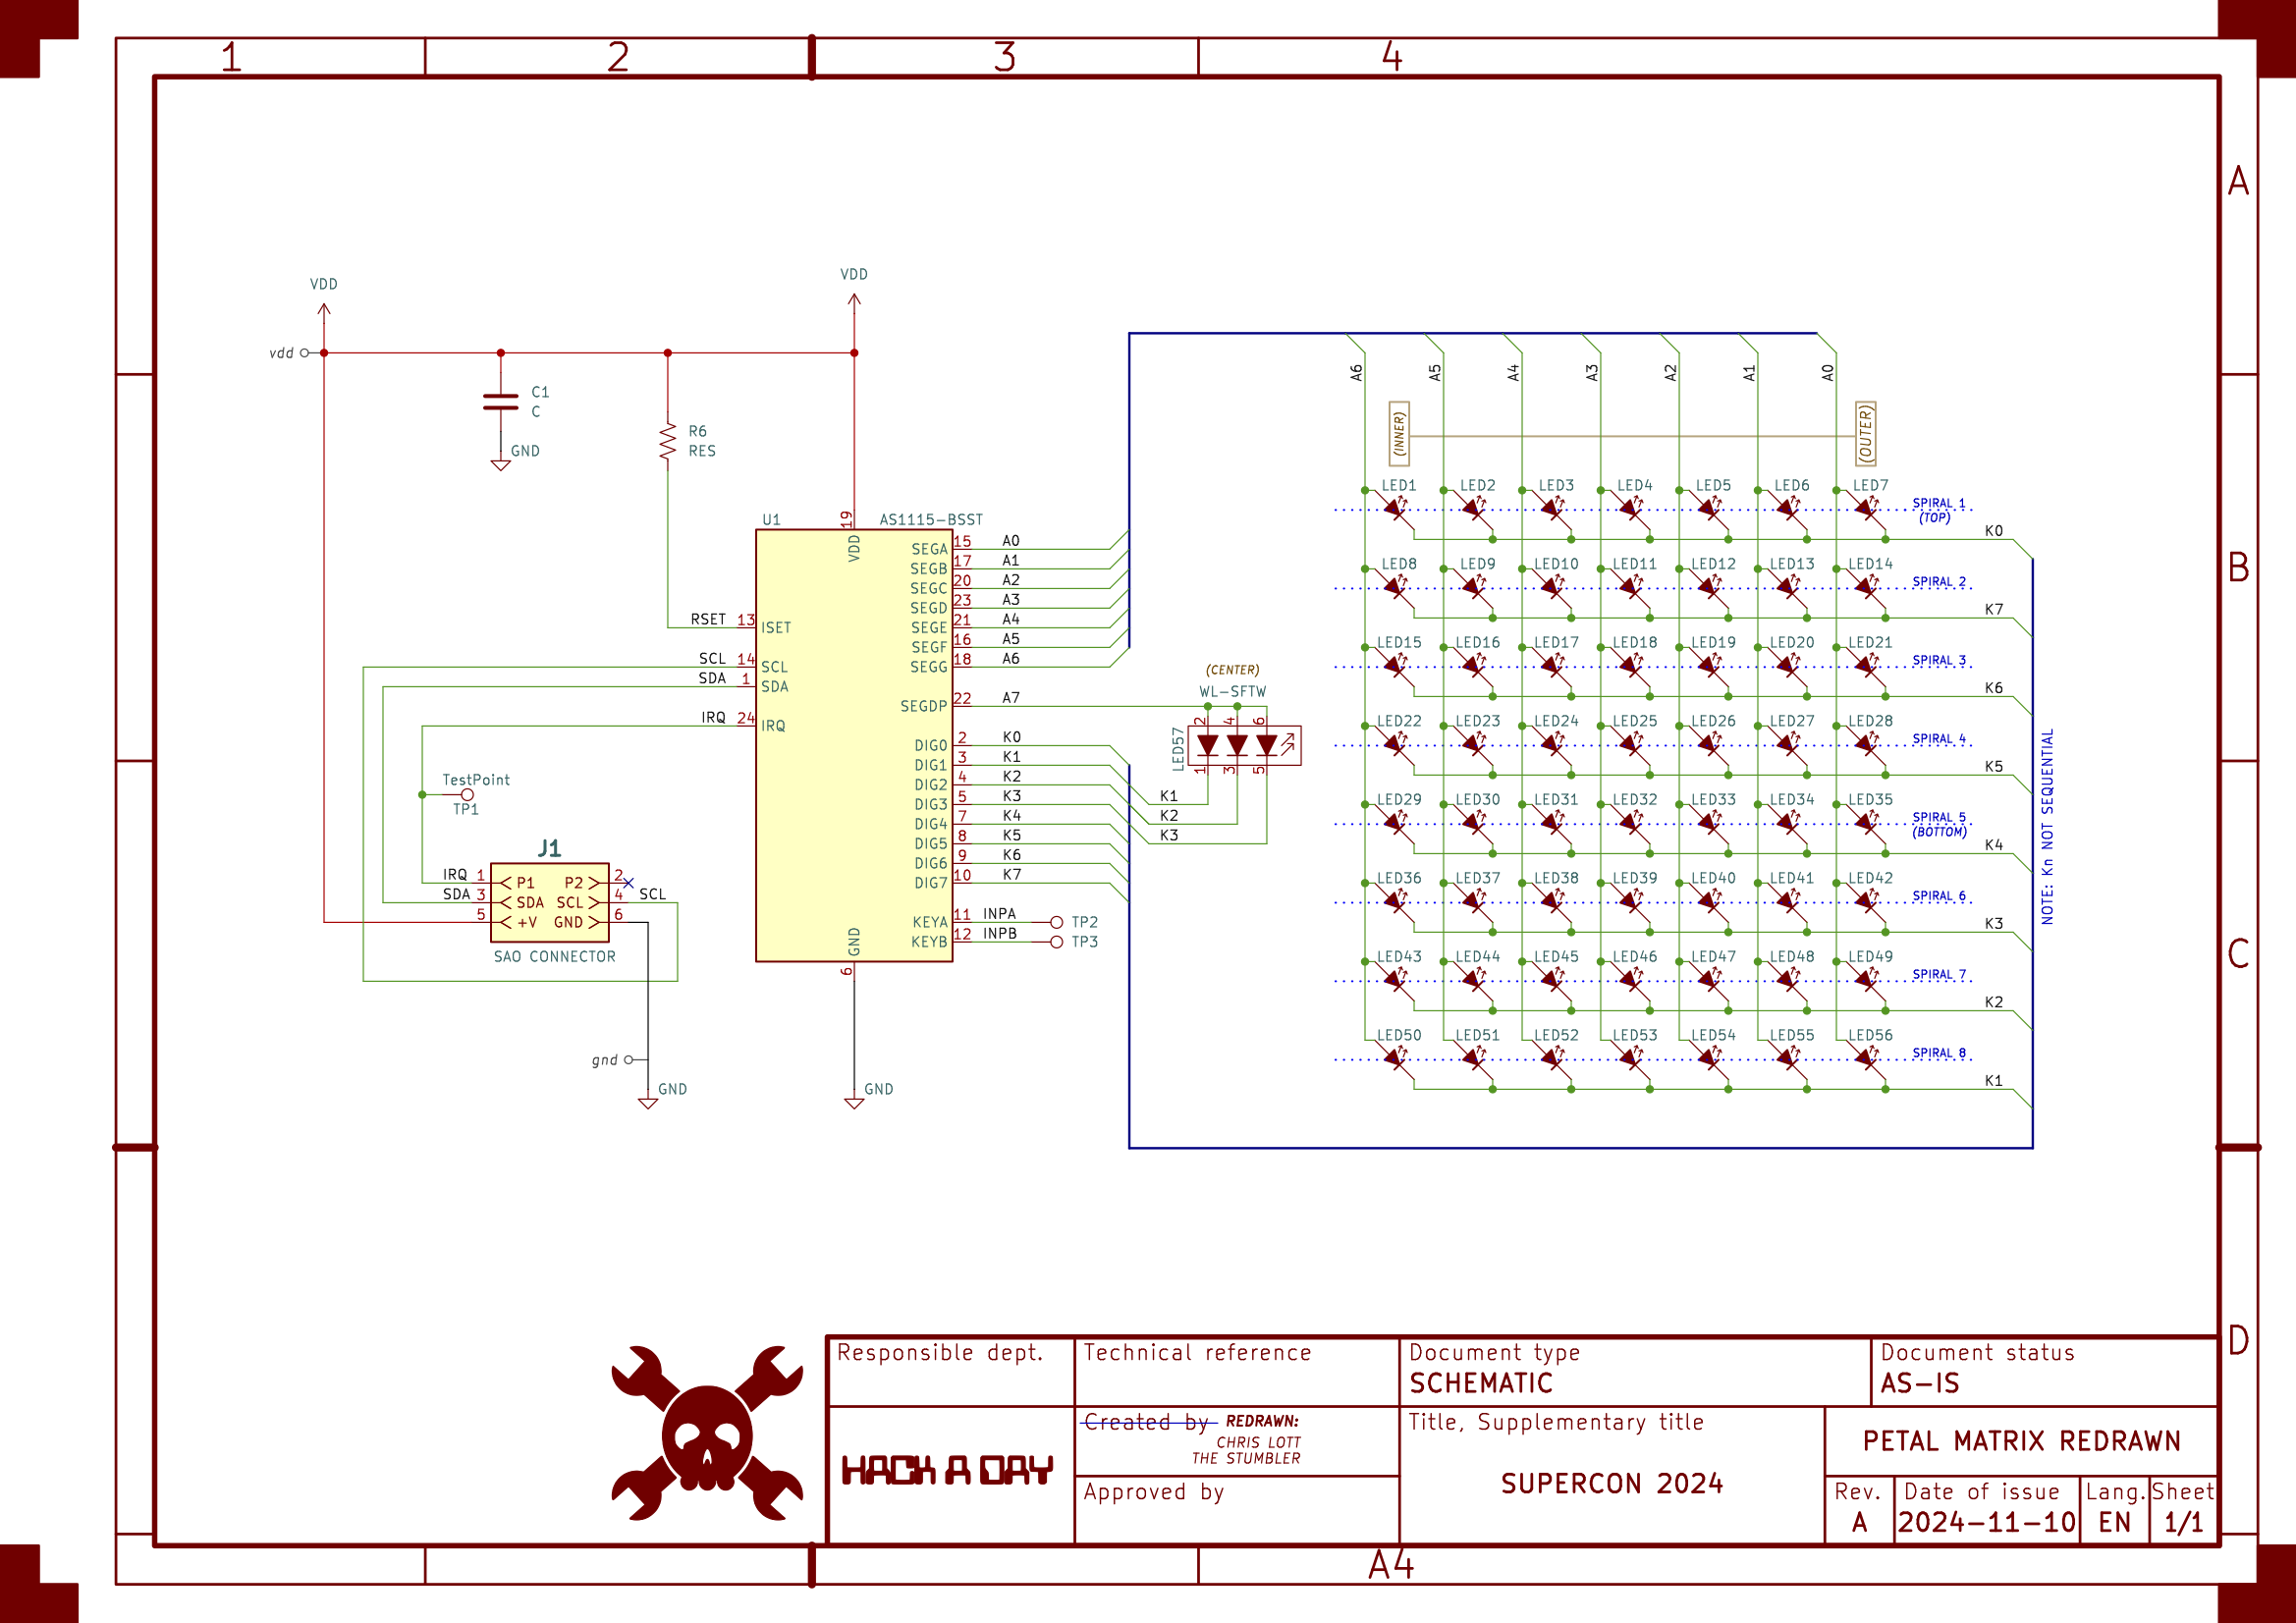 1 2 3 4
A
B
C
D
VDD
VDD
vdd
C1
C
GND
R6
RES
U1
AS1115-BSST
19
VDD
RSET 13 ISET
SCL 14 SCL
SDA 1 SDA
IRQ 24 IRQ
SEGA 15 A0
SEGB 17 A1
SEGC 20 A2
SEGD 23 A3
SEGE 21 A4
SEGF 16 A5
SEGG 18 A6
SEGDP 22 A7
DIG0 2 K0
DIG1 3 K1
DIG2 4 K2
DIG3 5 K3
DIG4 7 K4
DIG5 8 K5
DIG6 9 K6
DIG7 10 K7
KEYA 11 INPA TP2
KEYB 12 INPB TP3
GND
6
GND
TestPoint
TP1
J1
IRQ 1 P1 P2 2
SDA 3 SDA SCL 4 SCL
5 +V GND 6
SAO CONNECTOR
gnd
GND
(CENTER)
WL-SFTW
LED57
2 4 6
1 3 5
K1
K2
K3
A6 A5 A4 A3 A2 A1 A0
(INNER) (OUTER)
LED1 LED2 LED3 LED4 LED5 LED6 LED7
SPIRAL 1
(TOP)
K0
LED8 LED9 LED10 LED11 LED12 LED13 LED14
SPIRAL 2
K7
LED15 LED16 LED17 LED18 LED19 LED20 LED21
SPIRAL 3
K6
LED22 LED23 LED24 LED25 LED26 LED27 LED28
SPIRAL 4
K5
LED29 LED30 LED31 LED32 LED33 LED34 LED35
SPIRAL 5
(BOTTOM)
K4
LED36 LED37 LED38 LED39 LED40 LED41 LED42
SPIRAL 6
K3
LED43 LED44 LED45 LED46 LED47 LED48 LED49
SPIRAL 7
K2
LED50 LED51 LED52 LED53 LED54 LED55 LED56
SPIRAL 8
K1
NOTE: Kn NOT SEQUENTIAL
Responsible dept.
HACK A DAY
Technical reference
Created by REDRAWN:
CHRIS LOTT
THE STUMBLER
Approved by
Document type
SCHEMATIC
Document status
AS-IS
Title, Supplementary title
SUPERCON 2024
PETAL MATRIX REDRAWN
Rev. Date of issue Lang. Sheet
A 2024-11-10 EN 1/1
A4